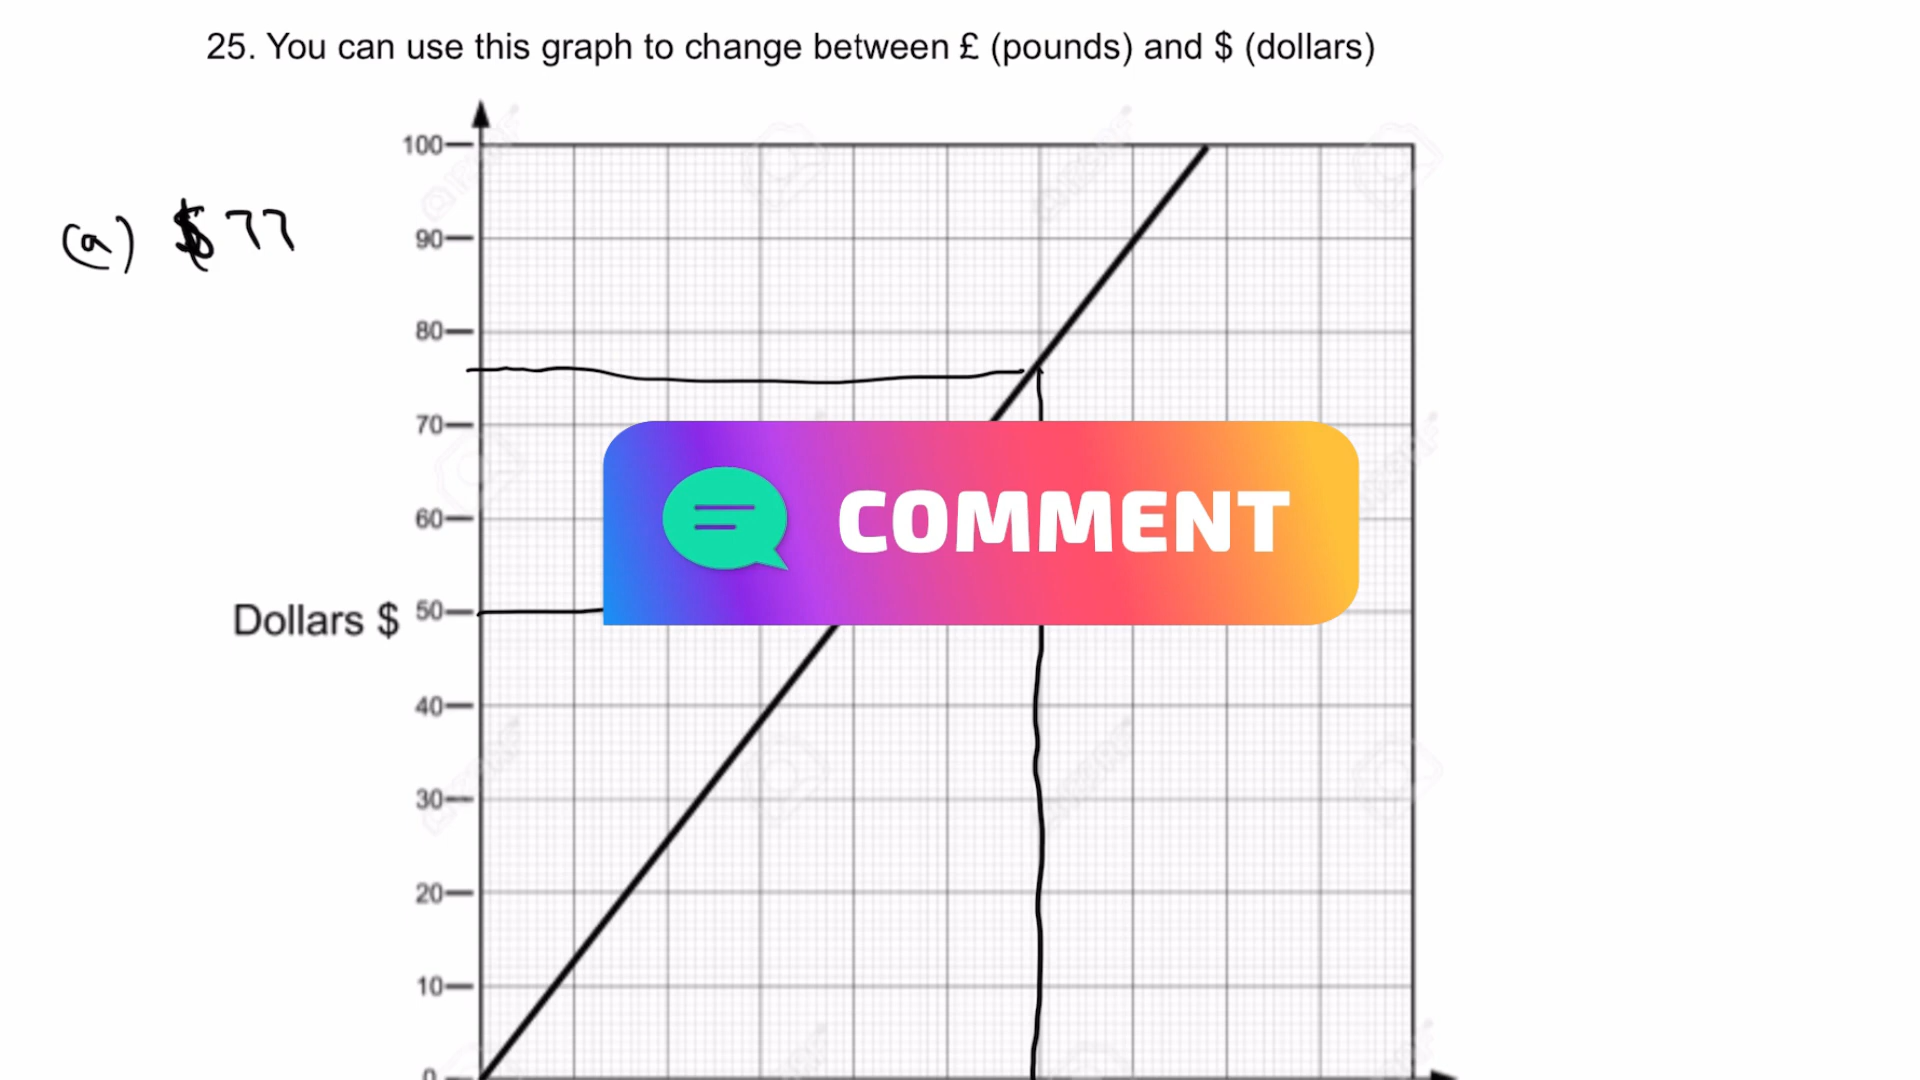 25. You can use this graph to change between £ (pounds) and $ (dollars)
100
(a) $77
90
80
70
60
COMMENT
Dollars $
50
40
30
20
10
0